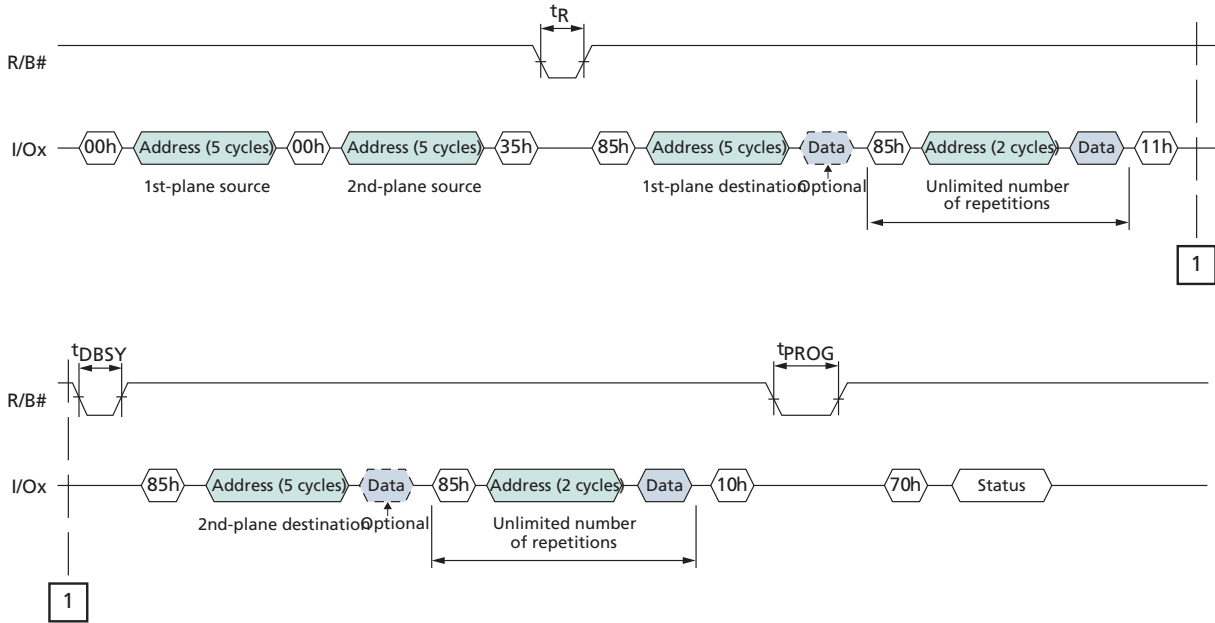 tR
R/B#
I/Ox 00h Address (5 cycles) 00h Address (5 cycles) 35h 85h Address (5 cycles) Data 85h Address (2 cycles) Data 11h
1st-plane source 2nd-plane source 1st-plane destination Optional Unlimited number
of repetitions
1
tDBSY tPROG
R/B#
I/Ox 85h Address (5 cycles) Data 85h Address (2 cycles) Data 10h 70h Status
2nd-plane destination Optional Unlimited number
of repetitions
1